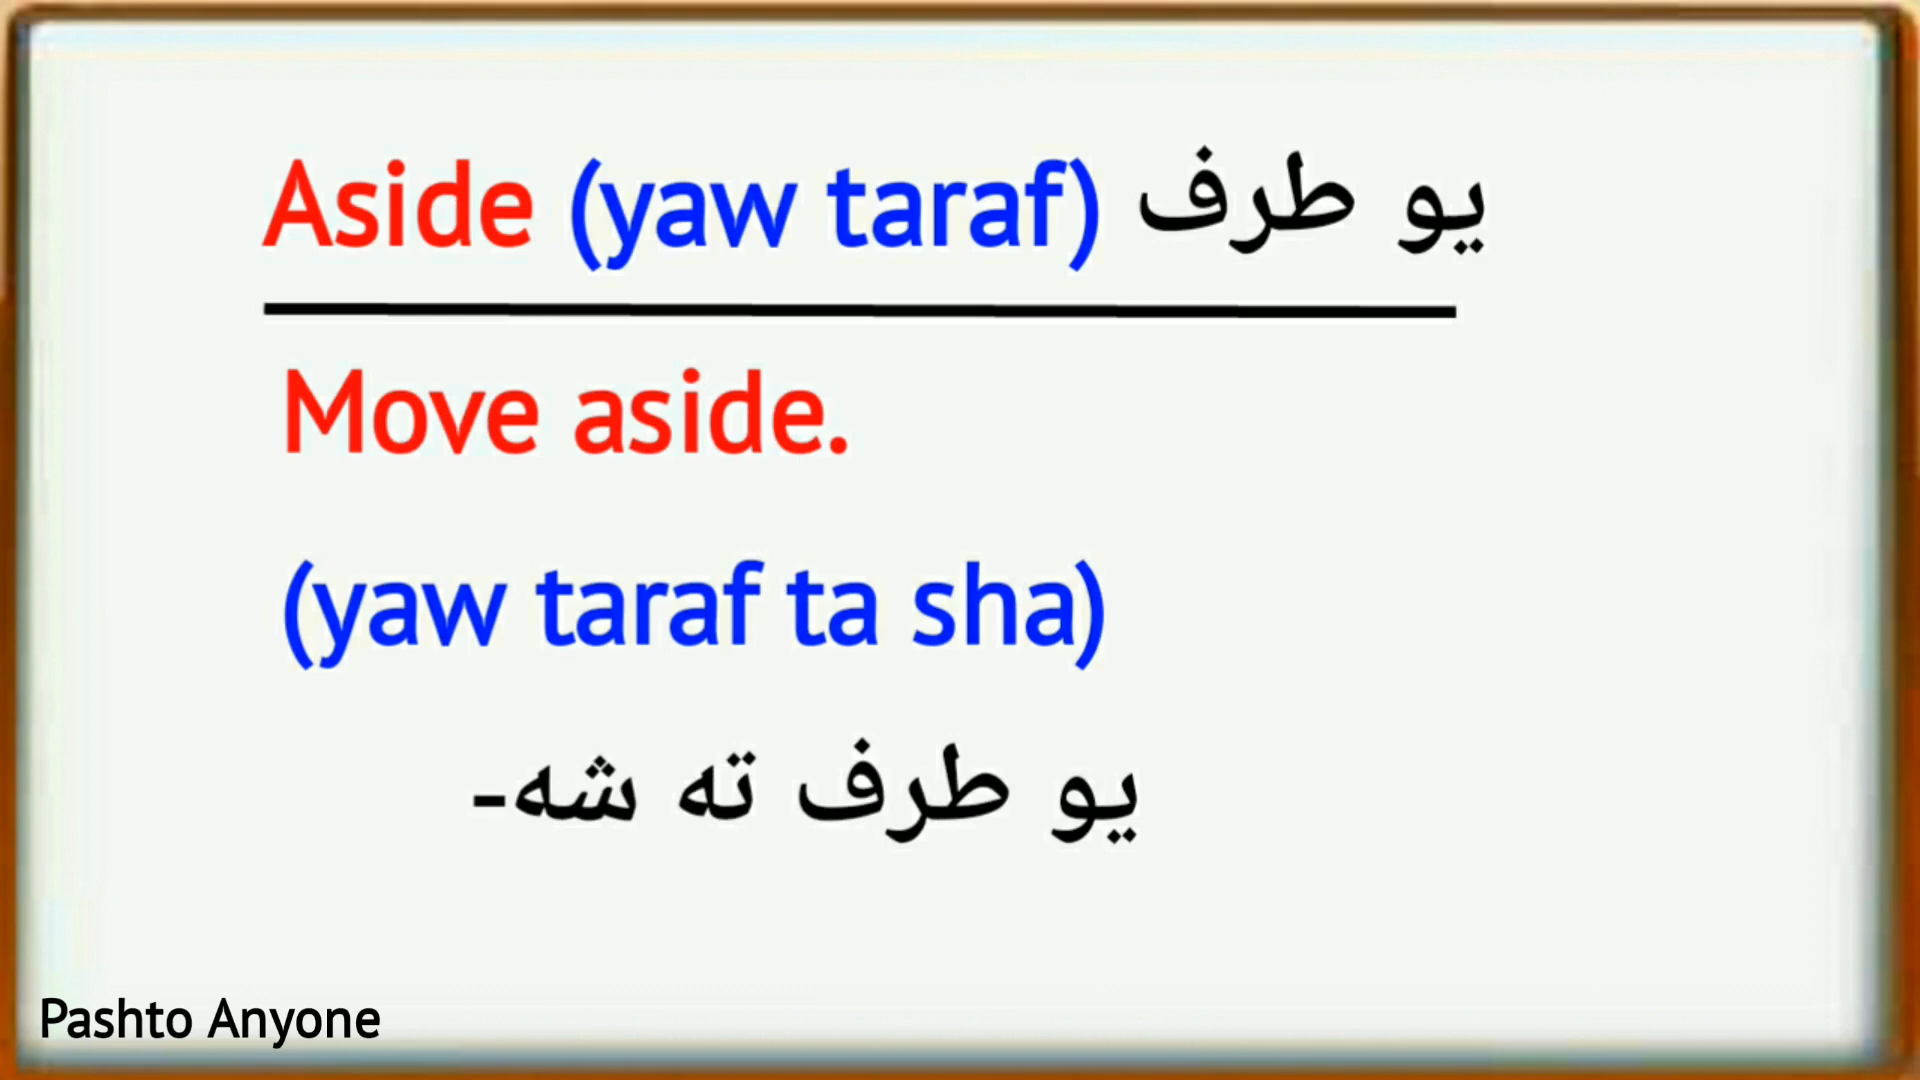 Aside (yaw taraf) یو طرف
Move aside.
(yaw taraf ta sha)
یو طرف ته شه-
Pashto Anyone